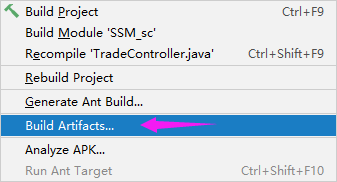 Build Project Ctrl+F9
Build Module 'SSM_sc'
Recompile 'TradeController.java' Ctrl+Shift+F9
Rebuild Project
Generate Ant Build...
Build Artifacts...
Analyze APK...
Run Ant Target Ctrl+Shift+F10